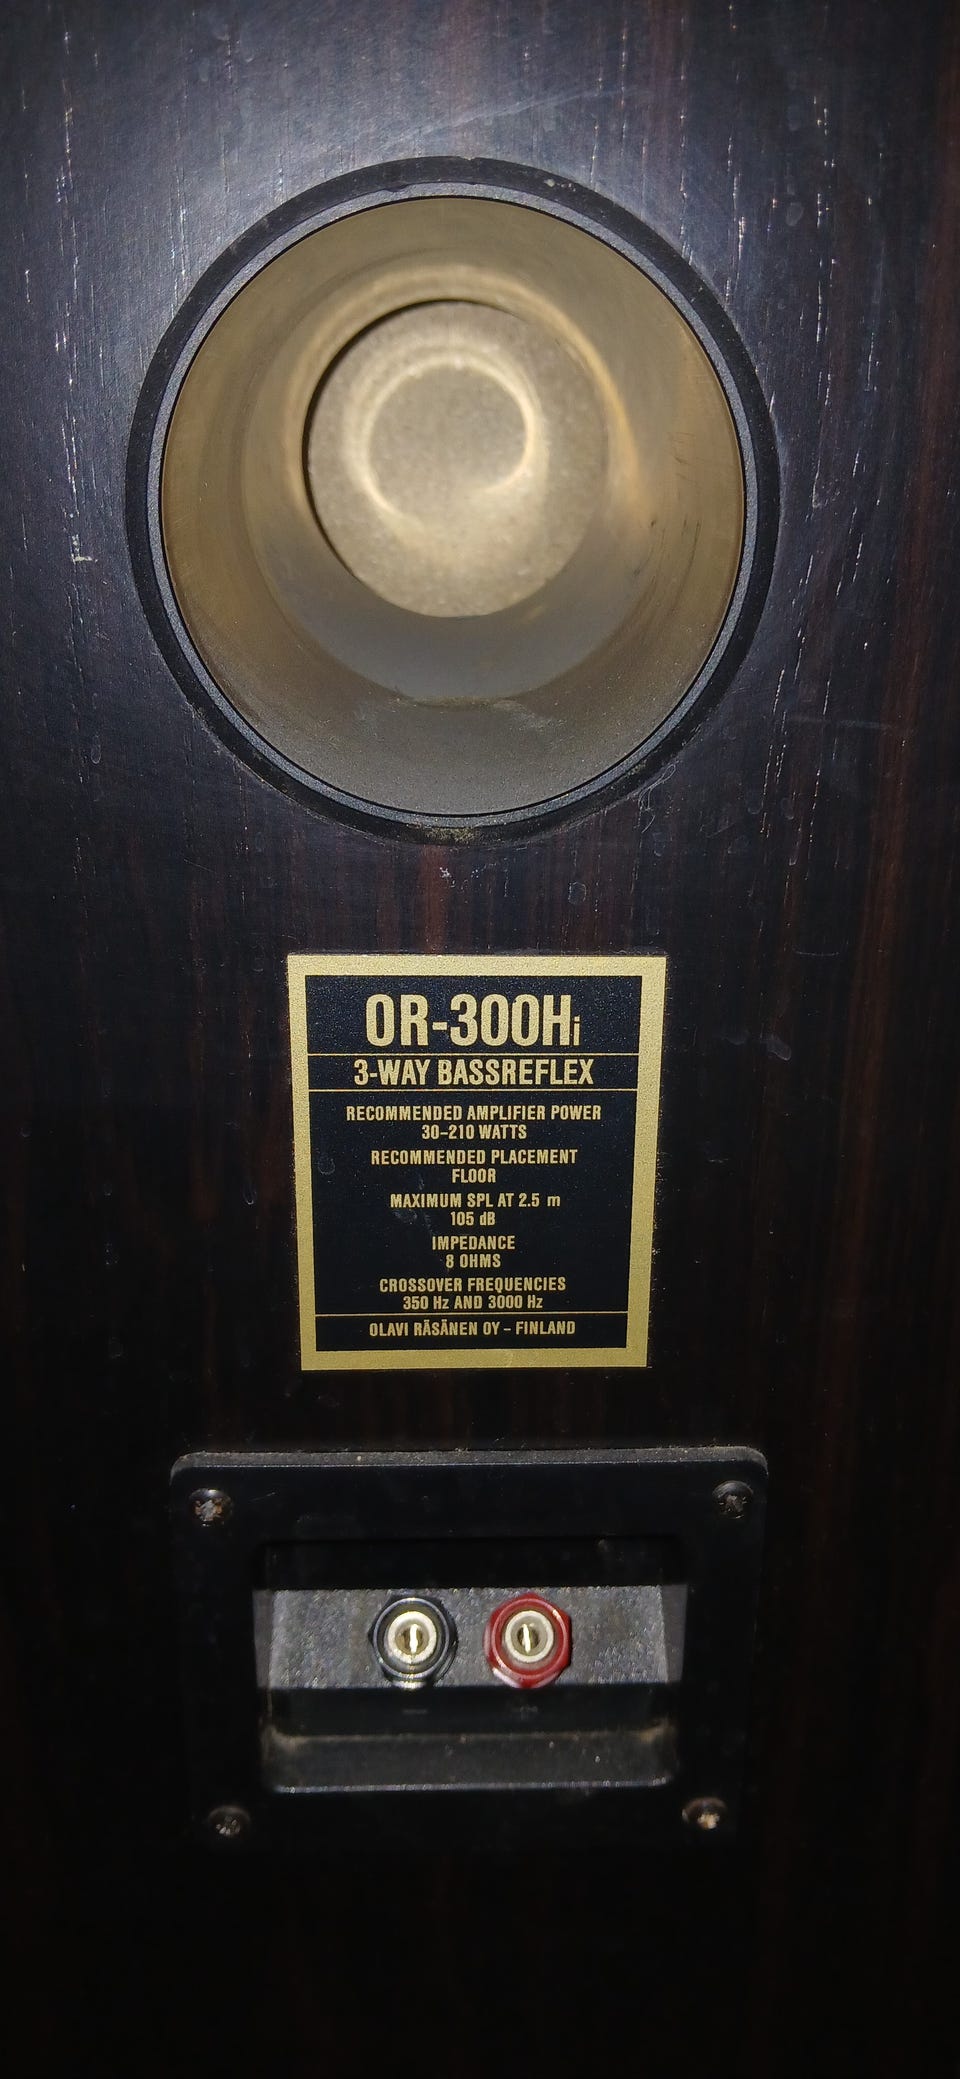 OR-300Hi
3-WAY BASSREFLEX
RECOMMENDED AMPLIFIER POWER
30-210 WATTS
RECOMMENDED PLACEMENT
FLOOR
MAXIMUM SPL AT 2.5 m
105 dB
IMPEDANCE
8 OHMS
CROSSOVER FREQUENCIES
350 Hz AND 3000 Hz
OLAVI RÄSÄNEN OY - FINLAND
- +